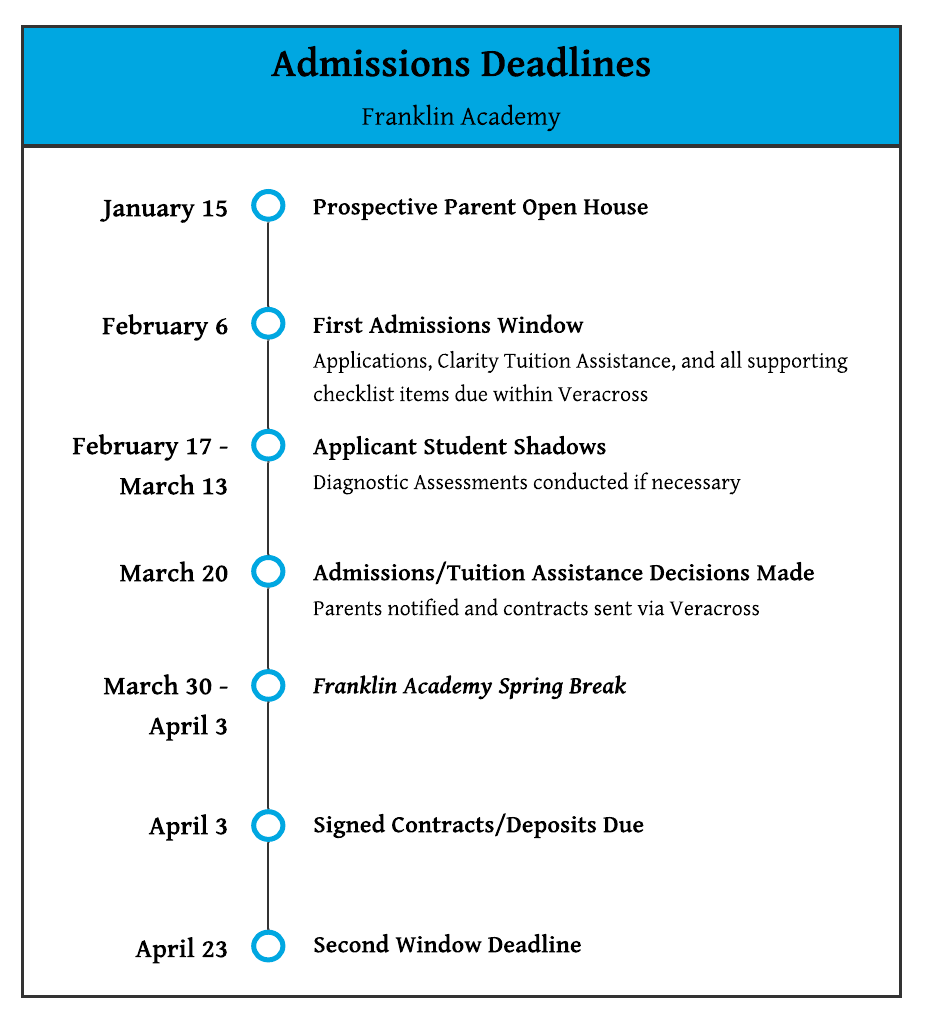 Admissions Deadlines
Franklin Academy
January 15
Prospective Parent Open House
February 6
First Admissions Window
Applications, Clarity Tuition Assistance, and all supporting
checklist items due within Veracross
February 17 -
March 13
Applicant Student Shadows
Diagnostic Assessments conducted if necessary
March 20
Admissions/Tuition Assistance Decisions Made
Parents notified and contracts sent via Veracross
March 30 -
April 3
Franklin Academy Spring Break
April 3
Signed Contracts/Deposits Due
April 23
Second Window Deadline